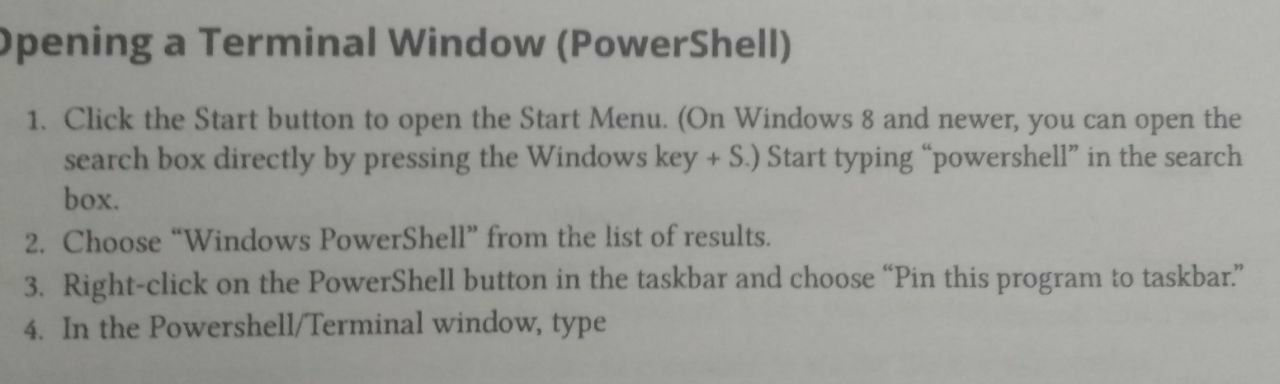 Opening a Terminal Window (PowerShell)
1. Click the Start button to open the Start Menu. (On Windows 8 and newer, you can open the
search box directly by pressing the Windows key + S.) Start typing “powershell” in the search
box.
2. Choose “Windows PowerShell” from the list of results.
3. Right-click on the PowerShell button in the taskbar and choose “Pin this program to taskbar.”
4. In the Powershell/Terminal window, type